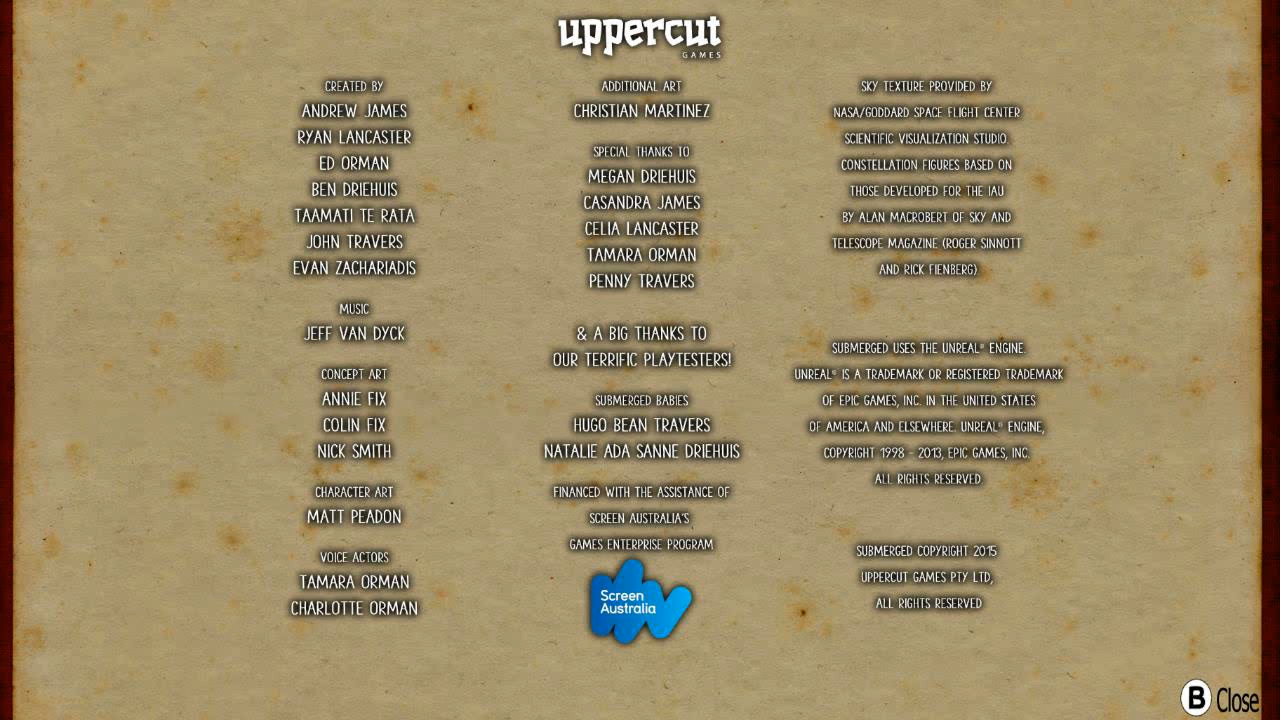 uppercut
GAMES
CREATED BY
ANDREW JAMES
RYAN LANCASTER
ED ORMAN
BEN DRIEHUIS
TAAMATI TE RATA
JOHN TRAVERS
EVAN ZACHARIADIS
MUSIC
JEFF VAN DYCK
CONCEPT ART
ANNIE FIX
COLIN FIX
NICK SMITH
CHARACTER ART
MATT PEADON
VOICE ACTORS
TAMARA ORMAN
CHARLOTTE ORMAN
ADDITIONAL ART
CHRISTIAN MARTINEZ
SPECIAL THANKS TO
MEGAN DRIEHUIS
CASANDRA JAMES
CELIA LANCASTER
TAMARA ORMAN
PENNY TRAVERS
& A BIG THANKS TO
OUR TERRIFIC PLAYTESTERS!
SUBMERGED BABIES
HUGO BEAN TRAVERS
NATALIE ADA SANNE DRIEHUIS
FINANCED WITH THE ASSISTANCE OF
SCREEN AUSTRALIA'S
GAMES ENTERPRISE PROGRAM
Screen
Australia
SKY TEXTURE PROVIDED BY
NASA/GODDARD SPACE FLIGHT CENTER
SCIENTIFIC VISUALIZATION STUDIO.
CONSTELLATION FIGURES BASED ON
THOSE DEVELOPED FOR THE IAU
BY ALAN MACROBERT OF SKY AND
TELESCOPE MAGAZINE (ROGER SINNOTT
AND RICK FIENBERG).
SUBMERGED USES THE UNREAL® ENGINE.
UNREAL® IS A TRADEMARK OR REGISTERED TRADEMARK
OF EPIC GAMES, INC. IN THE UNITED STATES
OF AMERICA AND ELSEWHERE. UNREAL® ENGINE,
COPYRIGHT 1998 - 2013, EPIC GAMES, INC.
ALL RIGHTS RESERVED.
SUBMERGED COPYRIGHT 2015
UPPERCUT GAMES PTY LTD,
ALL RIGHTS RESERVED
B Close